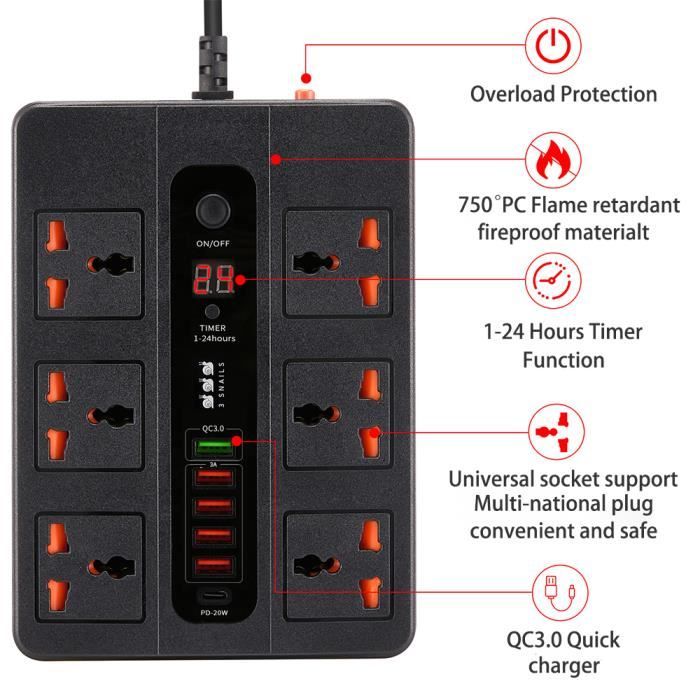 Overload Protection
750°PC Flame retardant
fireproof materialt
ON/OFF
24
TIMER
1-24hours
1-24 Hours Timer
Function
3 SNAILS
QC3.0
3A
Universal socket support
Multi-national plug
convenient and safe
PD-20W
QC3.0 Quick
charger